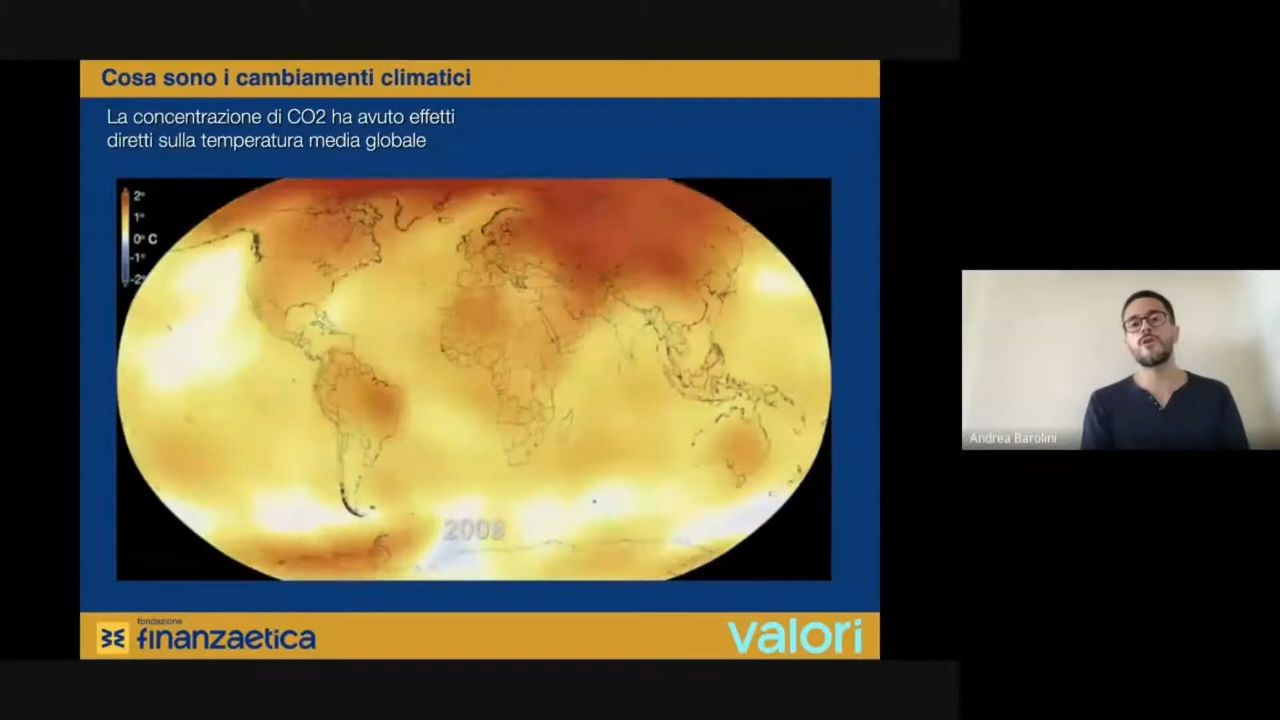 Cosa sono i cambiamenti climatici
La concentrazione di CO2 ha avuto effetti
diretti sulla temperatura media globale
2°
1°
0° C
-1°
-2°
2008
Andrea Barolini
fondazione
finanzaetica
valori